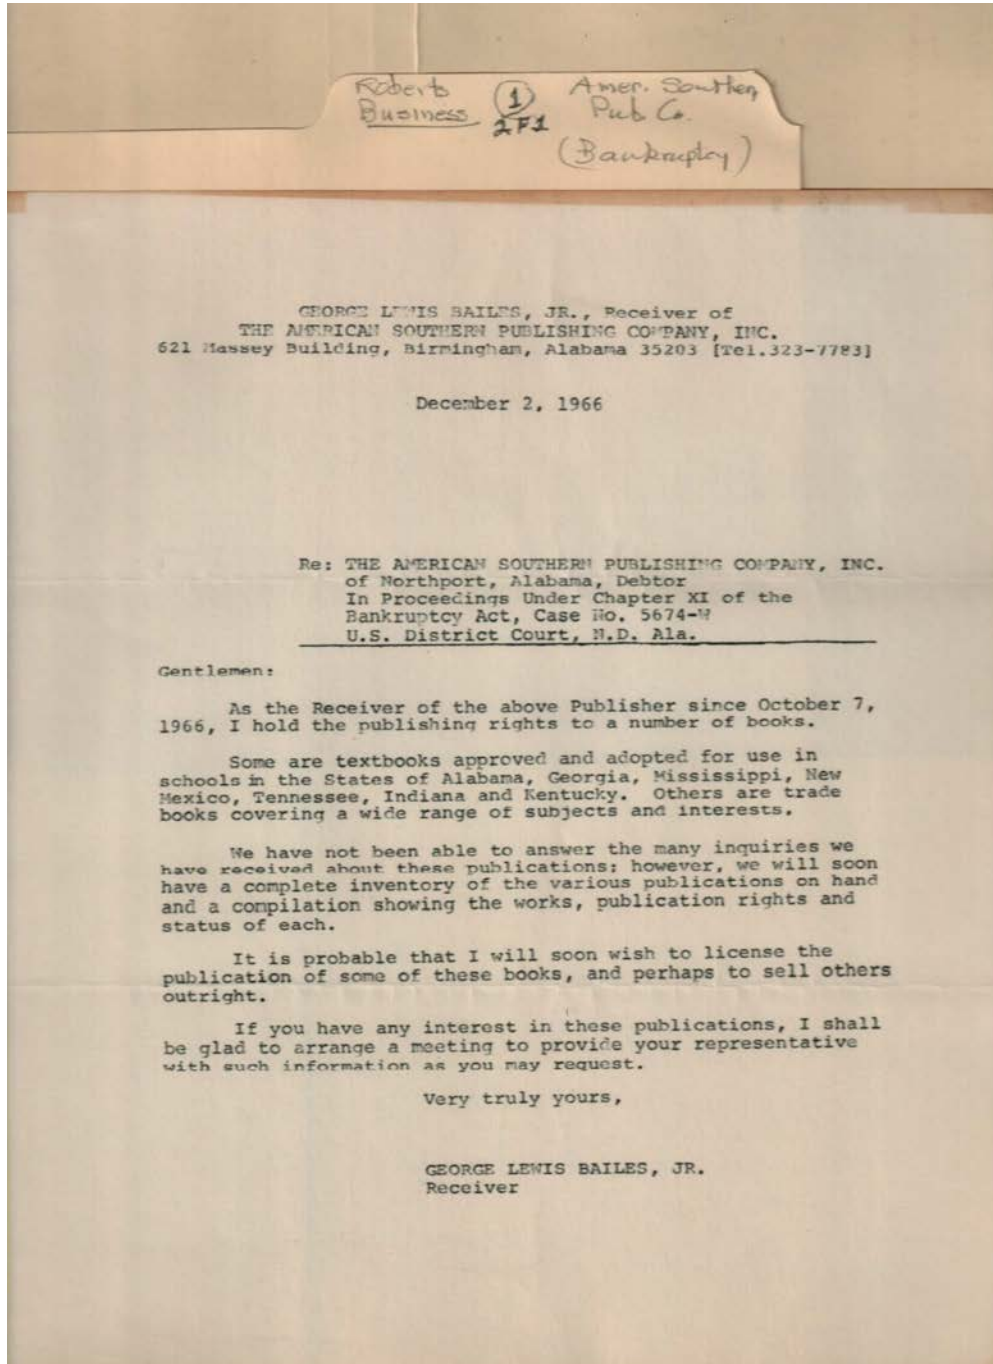 Roberts
Business
1
2F1
Amer. Southern
Pub Co.
(Bankruptcy)
GEORGE LEWIS BAILES, JR., Receiver of
THE AMERICAN SOUTHERN PUBLISHING COMPANY, INC.
621 Massey Building, Birmingham, Alabama 35203 [Tel.323-7783]
December 2, 1966
Re: THE AMERICAN SOUTHERN PUBLISHING COMPANY, INC.
of Northport, Alabama, Debtor
In Proceedings Under Chapter XI of the
Bankruptcy Act, Case No. 5674-W
U.S. District Court, N.D. Ala.
Gentlemen:
As the Receiver of the above Publisher since October 7,
1966, I hold the publishing rights to a number of books.
Some are textbooks approved and adopted for use in
schools in the States of Alabama, Georgia, Mississippi, New
Mexico, Tennessee, Indiana and Kentucky. Others are trade
books covering a wide range of subjects and interests.
We have not been able to answer the many inquiries we
have received about these publications; however, we will soon
have a complete inventory of the various publications on hand
and a compilation showing the works, publication rights and
status of each.
It is probable that I will soon wish to license the
publication of some of these books, and perhaps to sell others
outright.
If you have any interest in these publications, I shall
be glad to arrange a meeting to provide your representative
with such information as you may request.
Very truly yours,
GEORGE LEWIS BAILES, JR.
Receiver